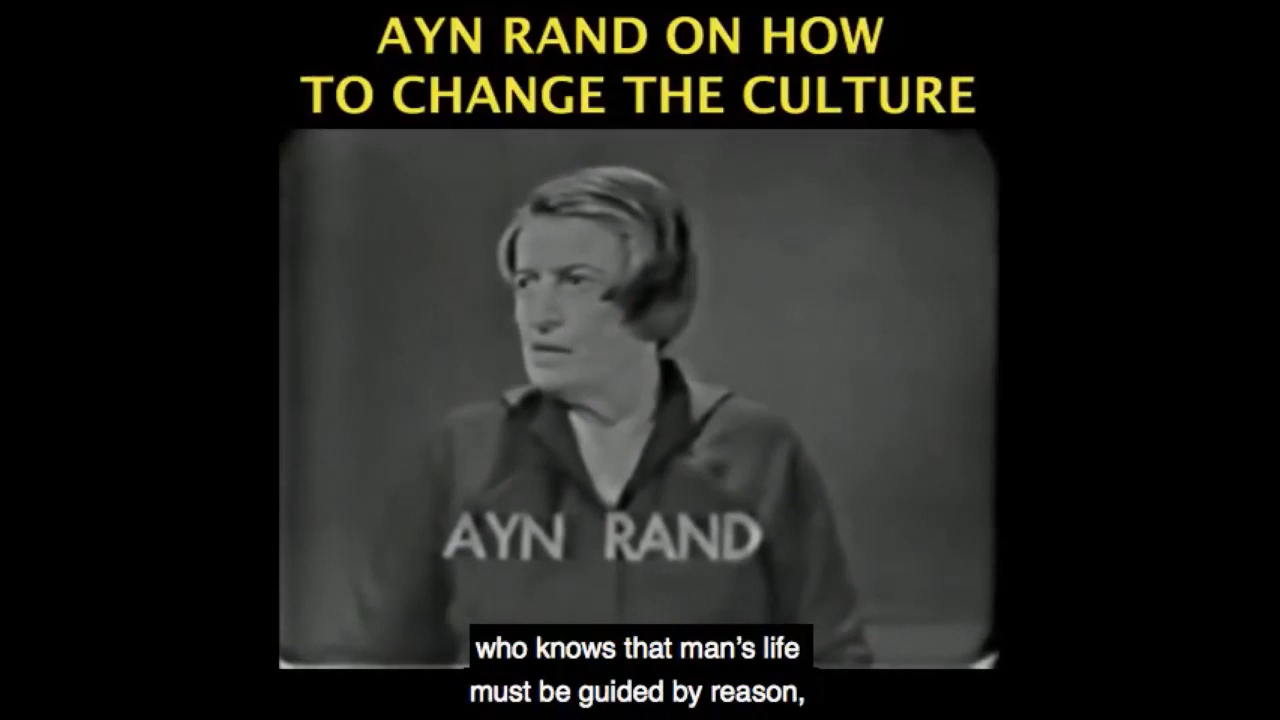 AYN RAND ON HOW
TO CHANGE THE CULTURE
AYN RAND
who knows that man's life
must be guided by reason,